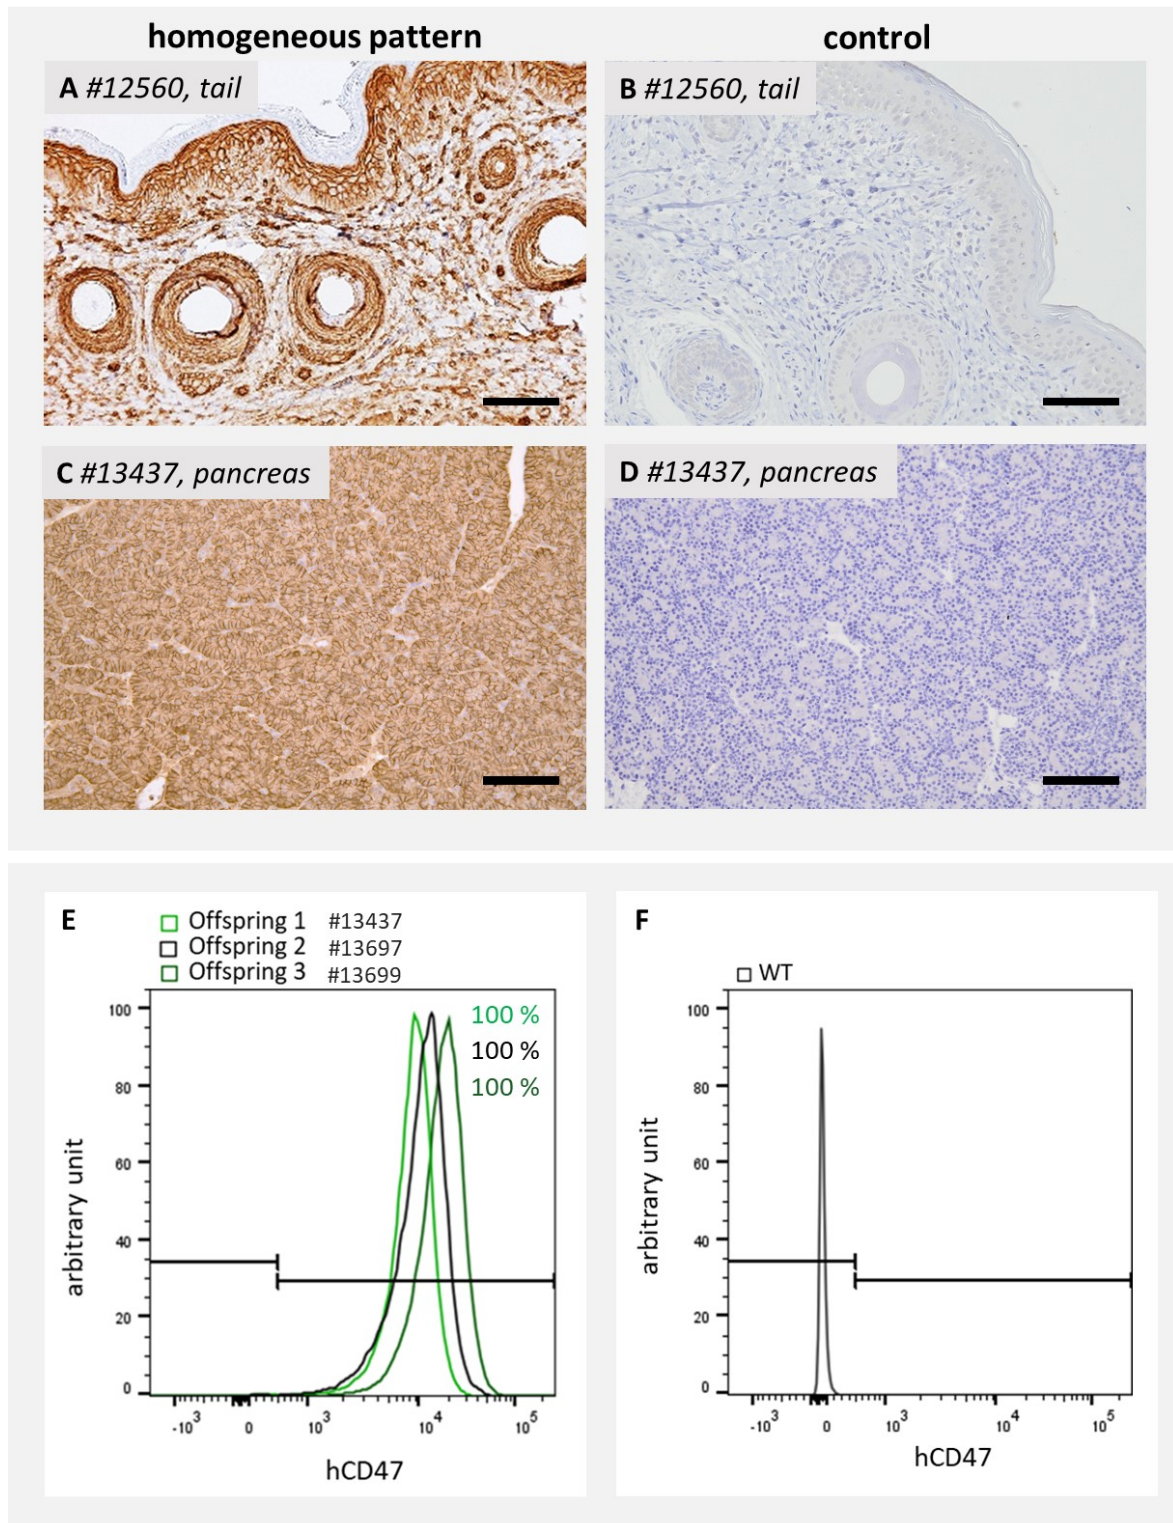 homogeneous pattern
control
A #12560, tail
B #12560, tail
C #13437, pancreas
D #13437, pancreas
E
Offspring 1 #13437
Offspring 2 #13697
Offspring 3 #13699
100 %
100 %
100 %
100
80
60
40
20
0
arbitrary unit
-10³ 0 10³ 10⁴ 10⁵
hCD47
F
WT
100
80
60
40
20
0
arbitrary unit
-10³ 0 10³ 10⁴ 10⁵
hCD47